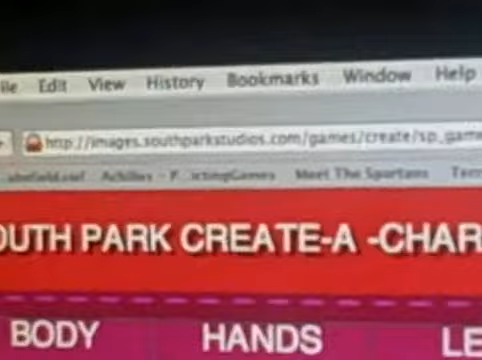 ile Edit View History Bookmarks Window Help
http://images.southparkstudios.com/games/create/sp_game
Meet The Spartans
OUTH PARK CREATE-A -CHAR
BODY HANDS LE